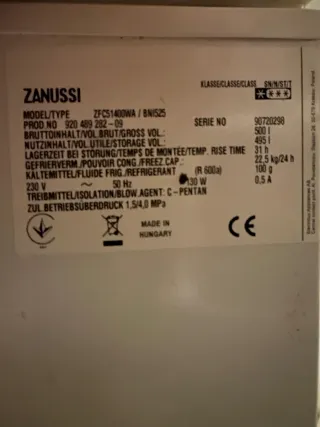 KLASSE/CLASSE/CLASS SN/N/ST/T
ZANUSSI
MODEL/TYPE ZFC51400WA / BNI525
PROD NO 920 489 282-09 SERIE NO 90720298
BRUTTOINHALT/VOL.BRUT/GROSS VOL.: 500 l
NUTZINHALT/VOL.UTILE/STORAGE VOL.: 495 l
LAGERZEIT BEI STÖRUNG/TEMPS DE MONTÉE/TEMP. RISE TIME 31 h
GEFRIERVERM./POUVOIR CONG./FREEZ.CAP.: 22,5 kg/24 h
KÄLTEMITTEL/FLUIDE FRIG./REFRIGERANT (R 600a) 100 g
230 V ~ 50 Hz 130 W 0,5 A
TREIBMITTEL/ISOLATION/BLOW.AGENT: C - PENTAN
ZUL.BETRIEBSÜBERDRUCK 1,5/4,0 MPa
MADE IN
HUNGARY
CE